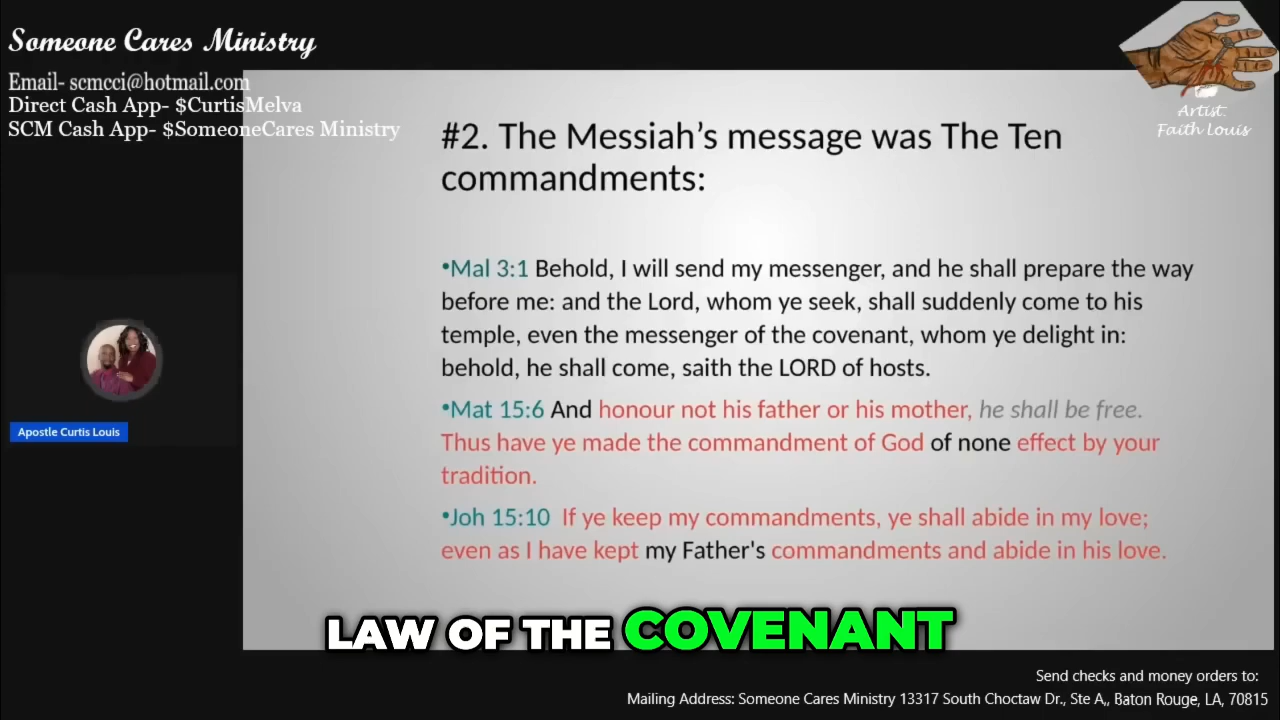 Someone Cares Ministry
Email- scmcci@hotmail.com
Direct Cash App- $CurtisMelva
SCM Cash App- $SomeoneCares Ministry
Artist:
Faith Louis
#2. The Messiah's message was The Ten
commandments:
•Mal 3:1 Behold, I will send my messenger, and he shall prepare the way
before me: and the Lord, whom ye seek, shall suddenly come to his
temple, even the messenger of the covenant, whom ye delight in:
behold, he shall come, saith the LORD of hosts.
•Mat 15:6 And honour not his father or his mother, he shall be free.
Thus have ye made the commandment of God of none effect by your
tradition.
•Joh 15:10 If ye keep my commandments, ye shall abide in my love;
even as I have kept my Father's commandments and abide in his love.
Apostle Curtis Louis
LAW OF THE COVENANT
Send checks and money orders to:
Mailing Address: Someone Cares Ministry 13317 South Choctaw Dr., Ste A,, Baton Rouge, LA, 70815